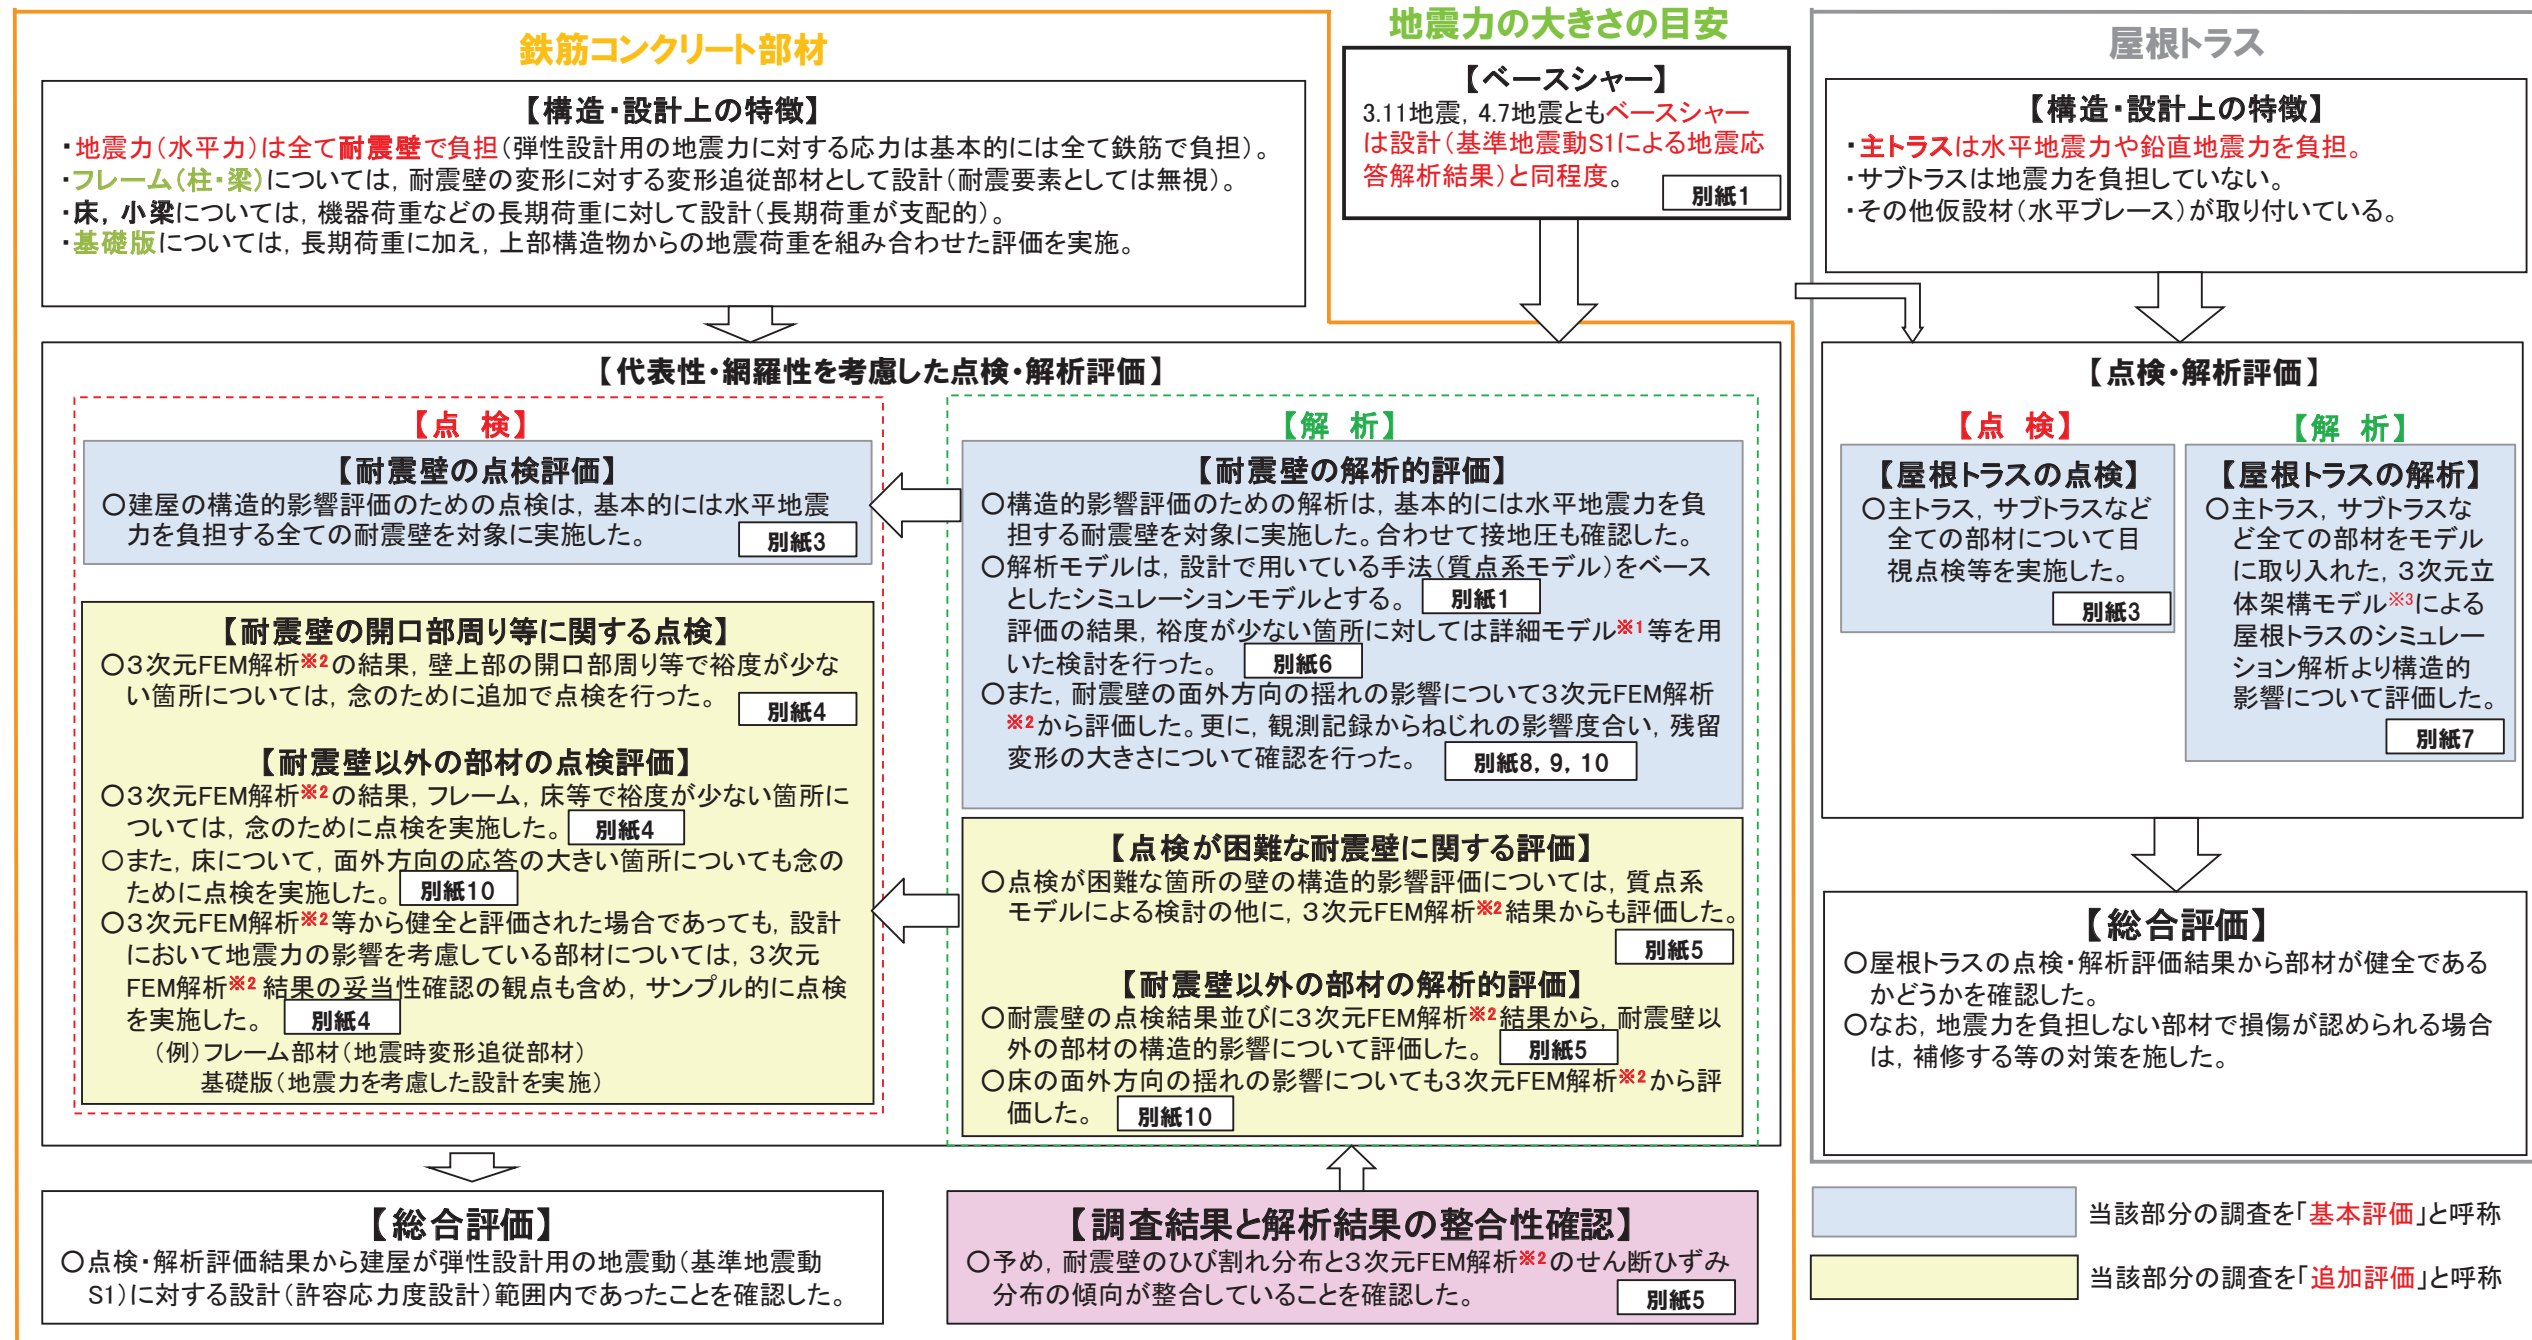 鉄筋コンクリート部材
【構造・設計上の特徴】
・地震力（水平力）は全て耐震壁で負担（弾性設計用の地震力に対する応力は基本的には全て鉄筋で負担）。
・フレーム（柱・梁）については，耐震壁の変形に対する変形追従部材として設計（耐震要素としては無視）。
・床，小梁については，機器荷重などの長期荷重に対して設計（長期荷重が支配的）。
・基礎版については，長期荷重に加え，上部構造物からの地震荷重を組み合わせた評価を実施。
地震力の大きさの目安
【ベースシャー】
3.11地震，4.7地震ともベースシャー
は設計（基準地震動S1による地震応
答解析結果）と同程度。
別紙1
【代表性・網羅性を考慮した点検・解析評価】
【点 検】
【耐震壁の点検評価】
○建屋の構造的影響評価のための点検は，基本的には水平地震
力を負担する全ての耐震壁を対象に実施した。
別紙3
【耐震壁の開口部周り等に関する点検】
○3次元FEM解析※2の結果，壁上部の開口部周り等で裕度が少な
い箇所については，念のために追加で点検を行った。
別紙4
【耐震壁以外の部材の点検評価】
○3次元FEM解析※2の結果，フレーム，床等で裕度が少ない箇所に
ついては，念のために点検を実施した。 別紙4
○また，床について，面外方向の応答の大きい箇所についても念の
ために点検を実施した。 別紙10
○3次元FEM解析※2等から健全と評価された場合であっても，設計
において地震力の影響を考慮している部材については，3次元
FEM解析※2結果の妥当性確認の観点も含め，サンプル的に点検
を実施した。 別紙4
（例）フレーム部材（地震時変形追従部材）
基礎版（地震力を考慮した設計を実施）
【解 析】
【耐震壁の解析的評価】
○構造的影響評価のための解析は，基本的には水平地震力を負
担する耐震壁を対象に実施した。合わせて接地圧も確認した。
○解析モデルは，設計で用いている手法（質点系モデル）をベース
としたシミュレーションモデルとする。 別紙1
評価の結果，裕度が少ない箇所に対しては詳細モデル※1等を用
いた検討を行った。 別紙6
○また，耐震壁の面外方向の揺れの影響について3次元FEM解析
※2から評価した。更に，観測記録からねじれの影響度合い，残留
変形の大きさについて確認を行った。 別紙8，9，10
【点検が困難な耐震壁に関する評価】
○点検が困難な箇所の壁の構造的影響評価については，質点系
モデルによる検討の他に，3次元FEM解析※2結果からも評価した。
別紙5
【耐震壁以外の部材の解析的評価】
○耐震壁の点検結果並びに3次元FEM解析※2結果から，耐震壁以
外の部材の構造的影響について評価した。 別紙5
○床の面外方向の揺れの影響についても3次元FEM解析※2から評
価した。 別紙10
【総合評価】
○点検・解析評価結果から建屋が弾性設計用の地震動（基準地震動
S1）に対する設計（許容応力度設計）範囲内であったことを確認した。
【調査結果と解析結果の整合性確認】
○予め，耐震壁のひび割れ分布と3次元FEM解析※2のせん断ひずみ
分布の傾向が整合していることを確認した。 別紙5
屋根トラス
【構造・設計上の特徴】
・主トラスは水平地震力や鉛直地震力を負担。
・サブトラスは地震力を負担していない。
・その他仮設材（水平ブレース）が取り付いている。
【点検・解析評価】
【点 検】
【屋根トラスの点検】
○主トラス，サブトラスなど
全ての部材について目
視点検等を実施した。
別紙3
【解 析】
【屋根トラスの解析】
○主トラス，サブトラスな
ど全ての部材をモデル
に取り入れた，3次元立
体架構モデル※3による
屋根トラスのシミュレー
ション解析より構造的
影響について評価した。
別紙7
【総合評価】
○屋根トラスの点検・解析評価結果から部材が健全である
かどうかを確認した。
○なお，地震力を負担しない部材で損傷が認められる場合
は，補修する等の対策を施した。
当該部分の調査を「基本評価」と呼称
当該部分の調査を「追加評価」と呼称